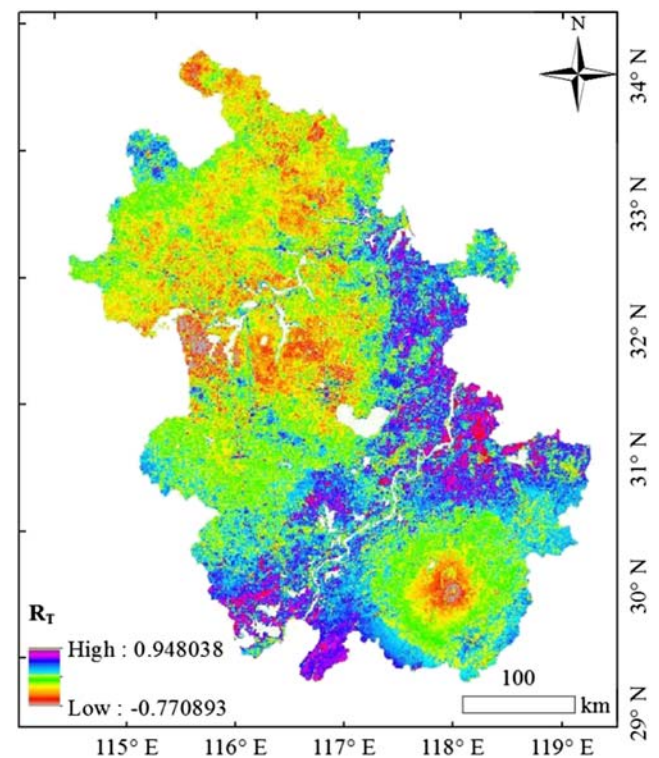 N
34° N
33° N
32° N
31° N
30° N
29° N
R_T
High : 0.948038
Low : -0.770893
100
km
115° E 116° E 117° E 118° E 119° E